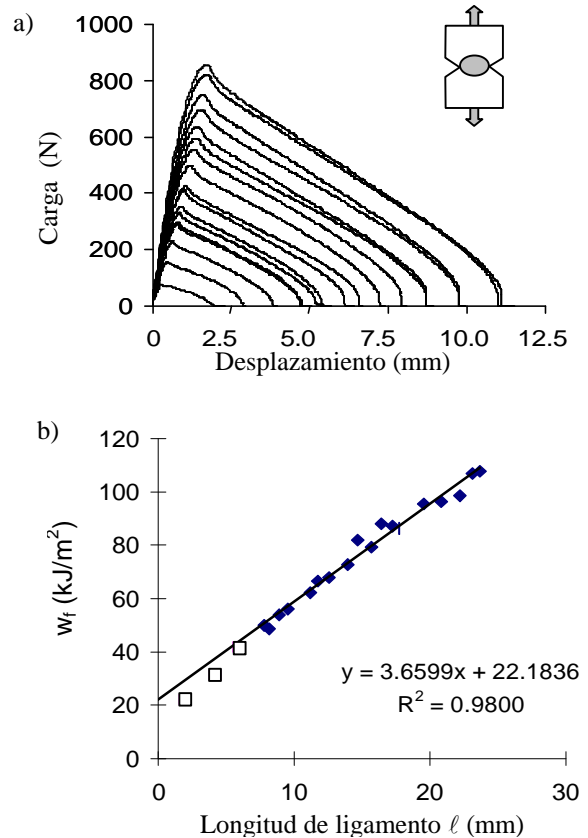 a)
1000
800
600
400
200
0
Carga (N)
0
2.5
5.0
7.5
10.0
12.5
Desplazamiento (mm)
b)
120
100
80
60
40
20
0
w_f (kJ/m²)
y = 3.6599x + 22.1836
R² = 0.9800
0
10
20
30
Longitud de ligamento ℓ (mm)